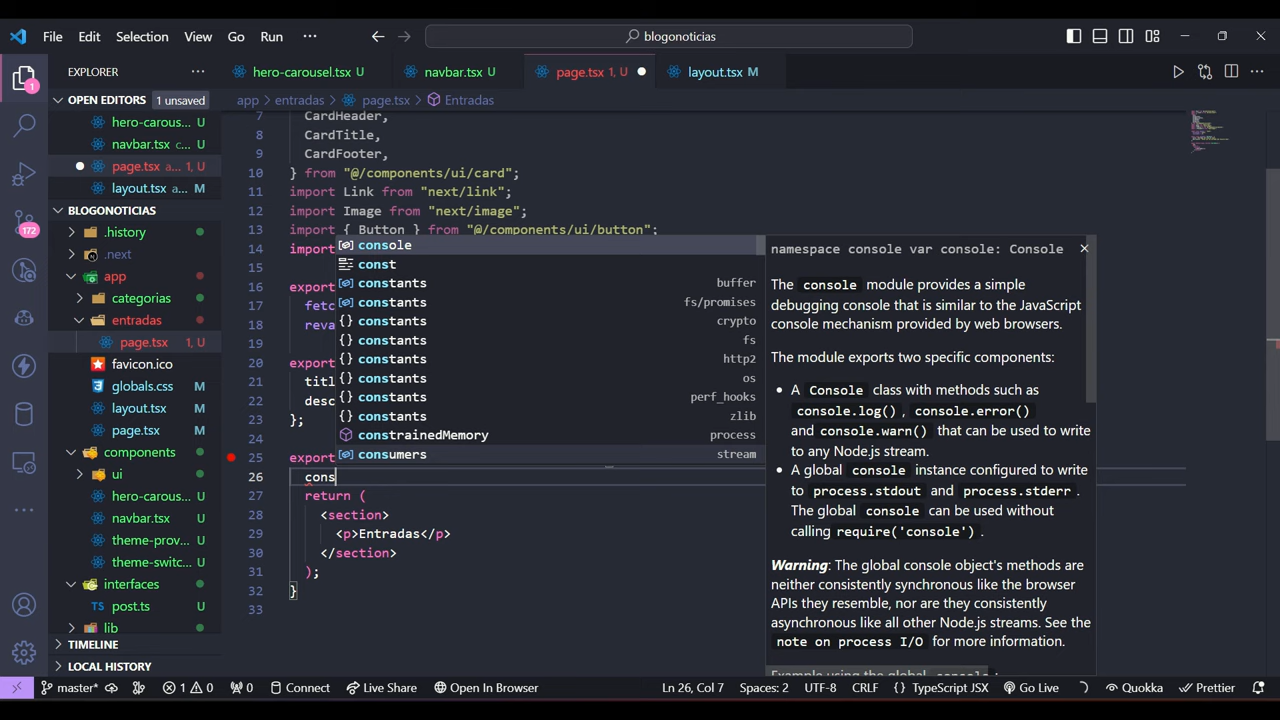 File Edit Selection View Go Run ··· blogonoticias
EXPLORER ···
OPEN EDITORS 1 unsaved
hero-carous... U
navbar.tsx c... U
page.tsx a... 1, U
layout.tsx a... M
BLOGONOTICIAS
.history
.next
app
categorias
entradas
page.tsx 1, U
favicon.ico
globals.css M
layout.tsx M
page.tsx M
components
ui
hero-carous... U
navbar.tsx U
theme-prov... U
theme-switc... U
interfaces
post.ts U
lib
TIMELINE
LOCAL HISTORY
1
172
hero-carousel.tsx U navbar.tsx U page.tsx 1, U layout.tsx M
app > entradas > page.tsx > Entradas
7 CardHeader,
8 CardTitle,
9 CardFooter,
10 } from "@/components/ui/card";
11 import Link from "next/link";
12 import Image from "next/image";
13 import { Button } from "@/components/ui/button";
14 import
15
16 export
17 fetc
18 reva
19
20 export
21 titl
22 desc
23 };
24
25 export
26 cons
27 return (
28 <section>
29 <p>Entradas</p>
30 </section>
31 );
32 }
33
console
const
constants buffer
constants fs/promises
constants crypto
constants fs
constants http2
constants os
constants perf_hooks
constants zlib
constrainedMemory process
consumers stream
namespace console var console: Console
The console module provides a simple
debugging console that is similar to the JavaScript
console mechanism provided by web browsers.
The module exports two specific components:
• A Console class with methods such as
console.log() , console.error()
and console.warn() that can be used to write
to any Node.js stream.
• A global console instance configured to write
to process.stdout and process.stderr .
The global console can be used without
calling require('console') .
Warning: The global console object's methods are
neither consistently synchronous like the browser
APIs they resemble, nor are they consistently
asynchronous like all other Node.js streams. See the
note on process I/O for more information.
Example using the global console :
master* 1 0 0 Connect Live Share Open In Browser Ln 26, Col 7 Spaces: 2 UTF-8 CRLF {} TypeScript JSX Go Live Quokka Prettier